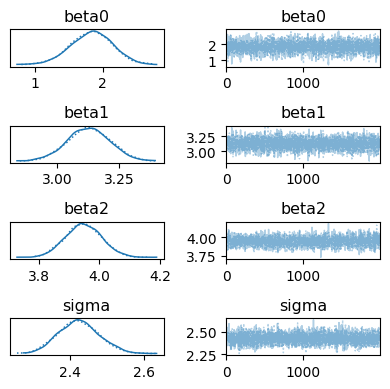 beta0 beta0
2
1
1 2 0 1000
beta1 beta1
3.25
3.00
3.00 3.25 0 1000
beta2 beta2
4.00
3.75
3.8 4.0 4.2 0 1000
sigma sigma
2.50
2.25
2.4 2.6 0 1000